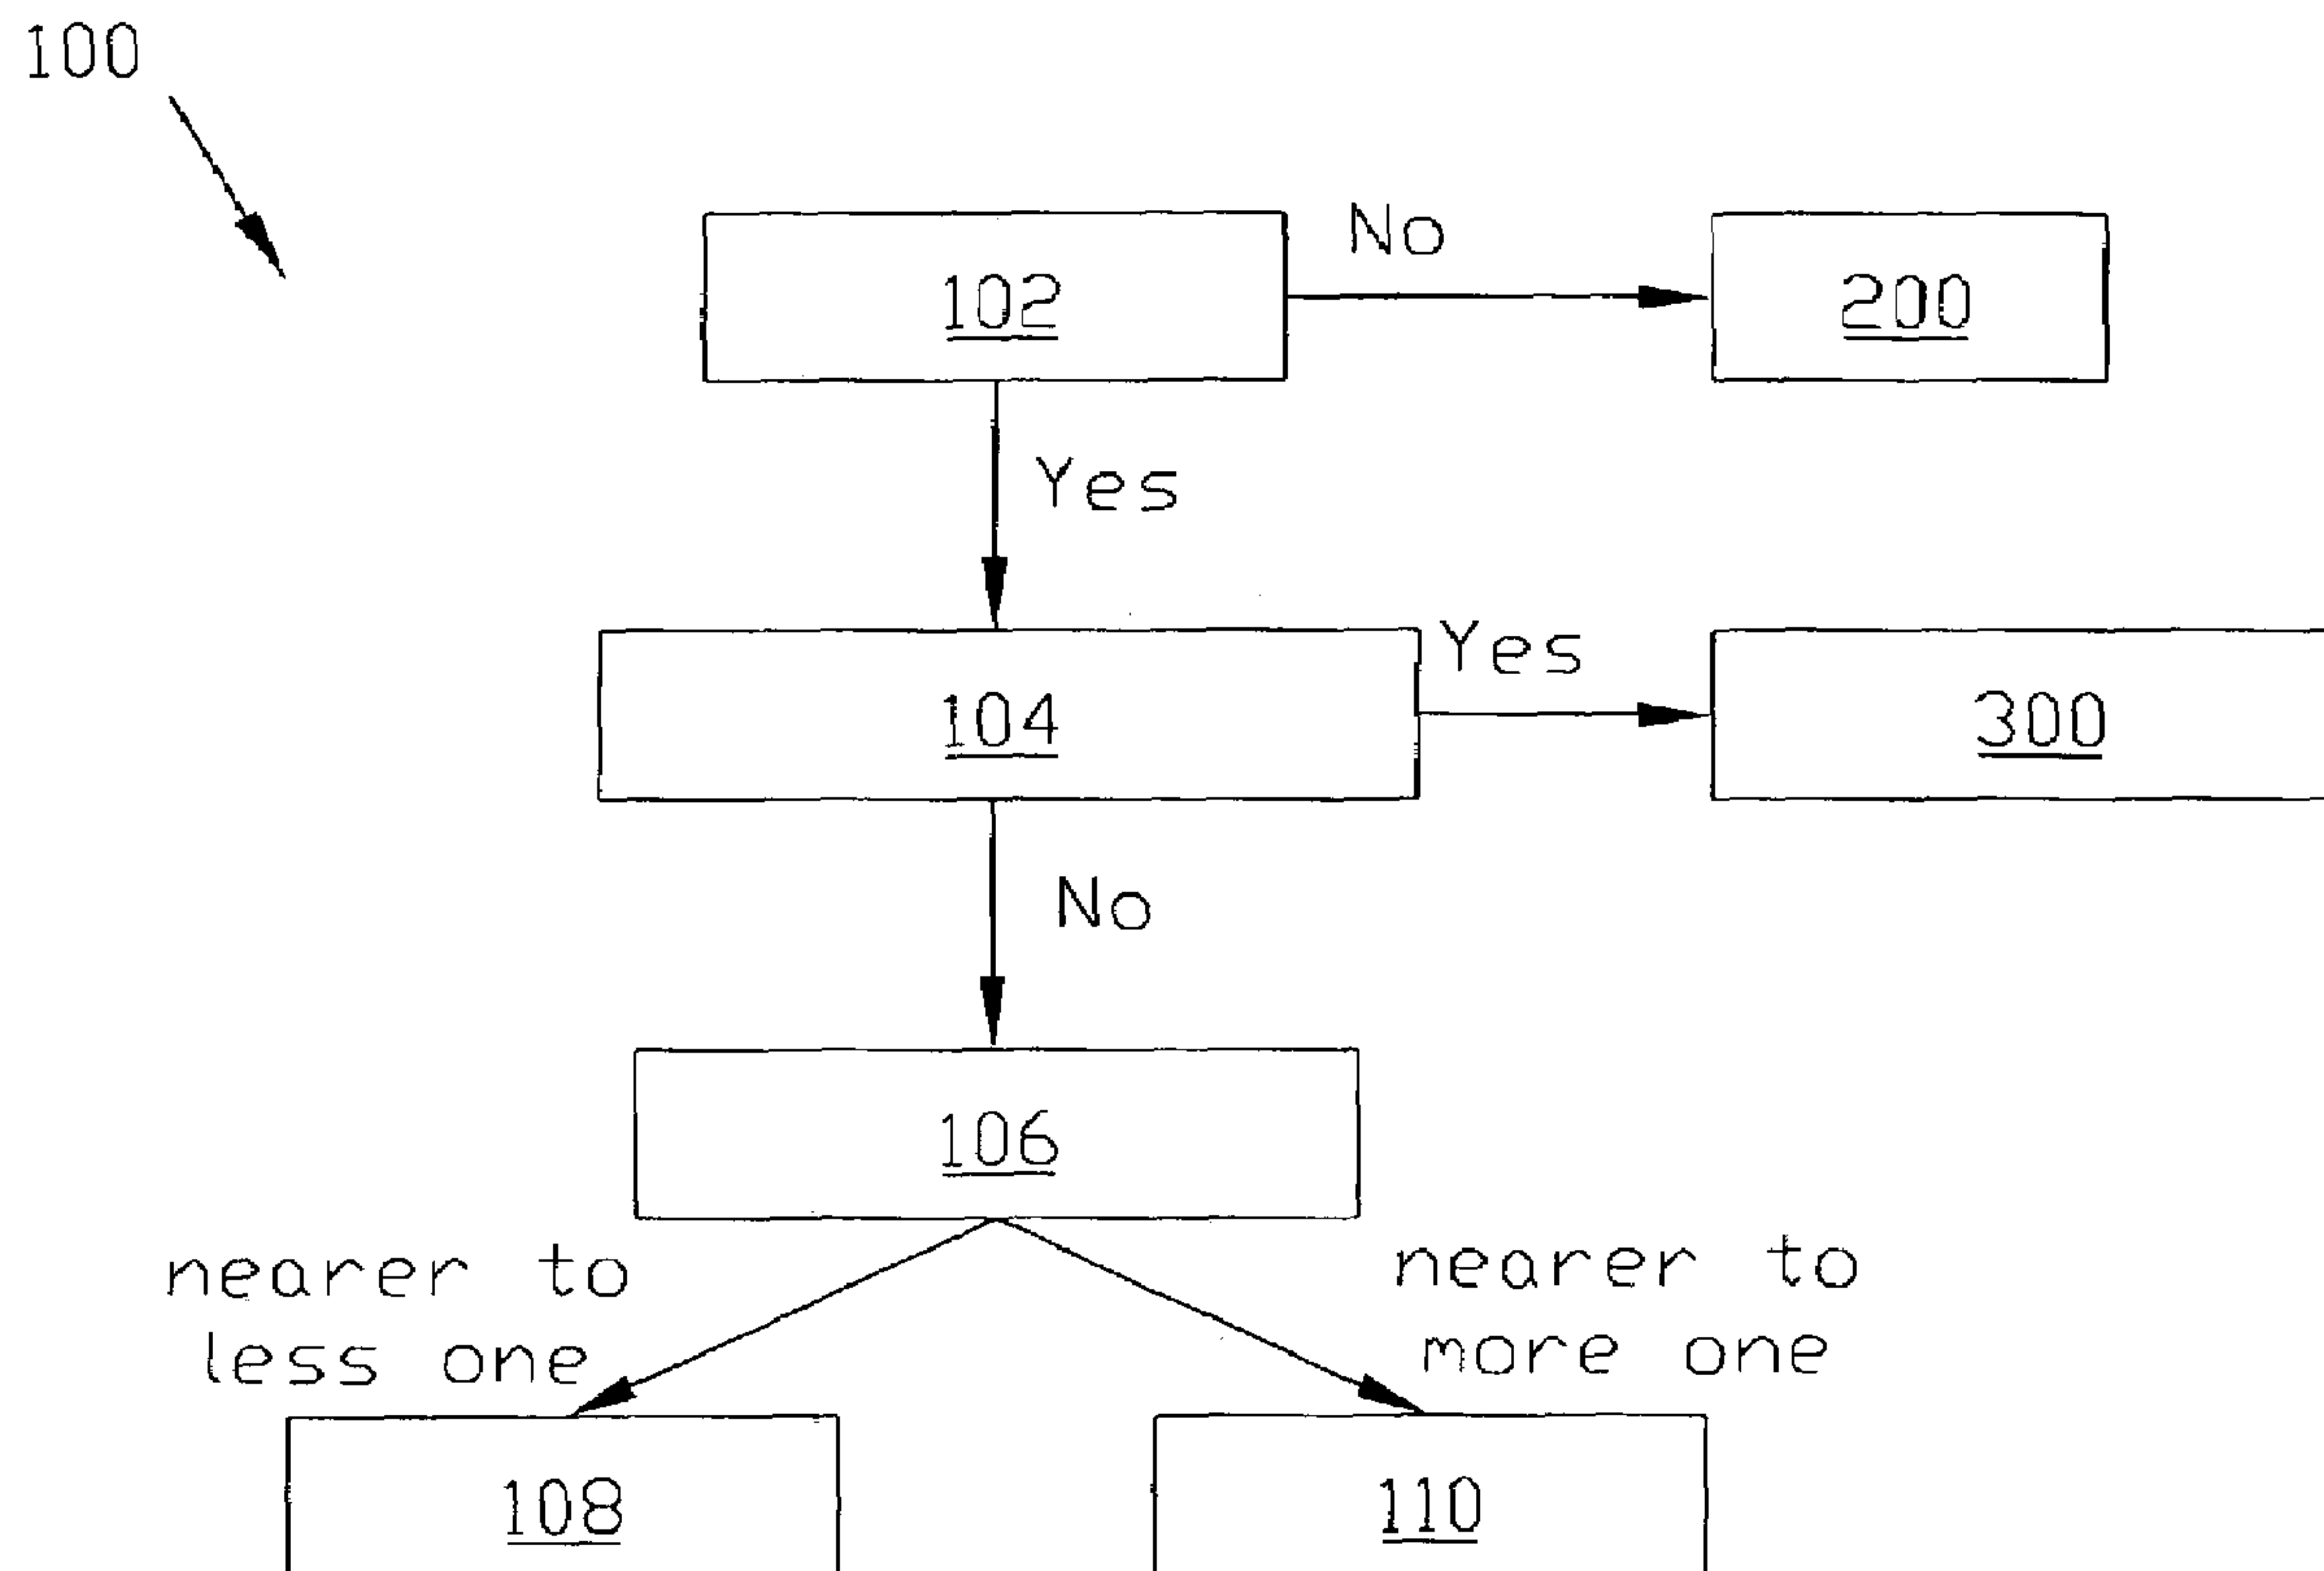 100
102
No
200
Yes
104
Yes
300
No
106
nearer to
less one
nearer to
more one
108
110